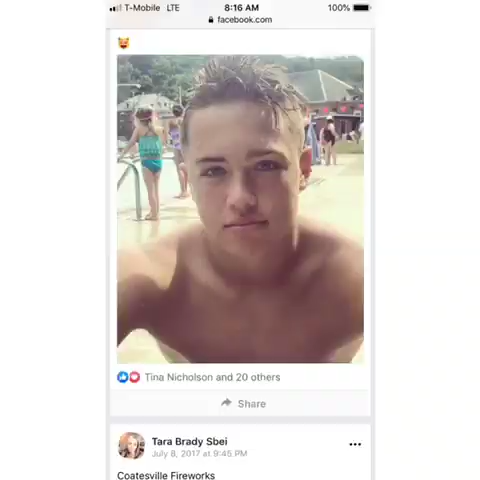 T-Mobile LTE 8:16 AM 100%
facebook.com
Tina Nicholson and 20 others
Share
Tara Brady Sbei
July 8, 2017 at 9:45 PM
Coatesville Fireworks